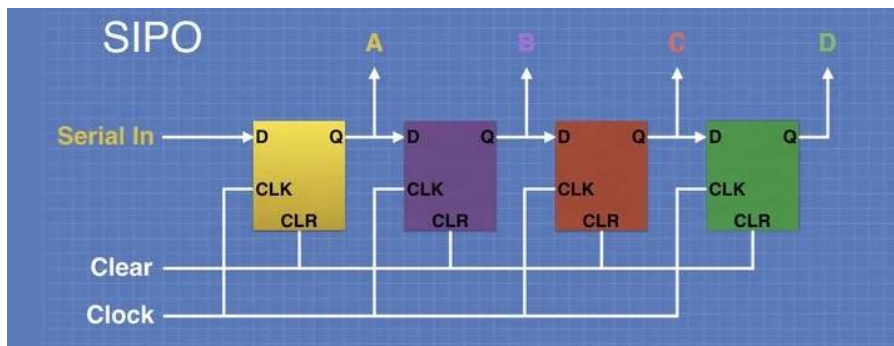 SIPO
A B C D
Serial In D Q D Q D Q D Q
CLK CLK CLK CLK
CLR CLR CLR CLR
Clear
Clock